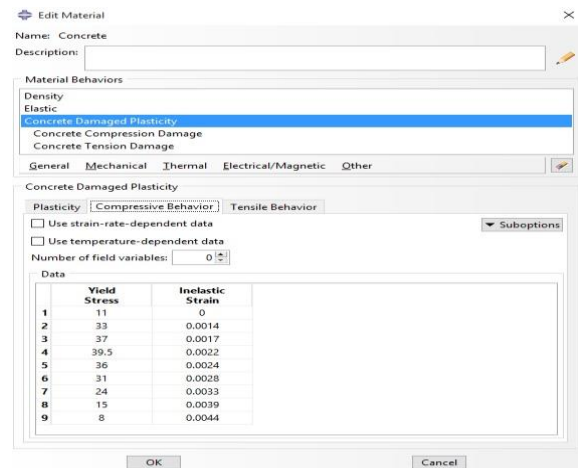 Edit Material
Name: Concrete
Description:
Material Behaviors
Density
Elastic
Concrete Damaged Plasticity
Concrete Compression Damage
Concrete Tension Damage
General Mechanical Thermal Electrical/Magnetic Other
Concrete Damaged Plasticity
Plasticity Compressive Behavior Tensile Behavior
Use strain-rate-dependent data
Suboptions
Use temperature-dependent data
Number of field variables: 0
Data
Yield Stress Inelastic Strain
1 11 0
2 33 0.0014
3 37 0.0017
4 39.5 0.0022
5 36 0.0024
6 31 0.0028
7 24 0.0033
8 15 0.0039
9 8 0.0044
OK Cancel